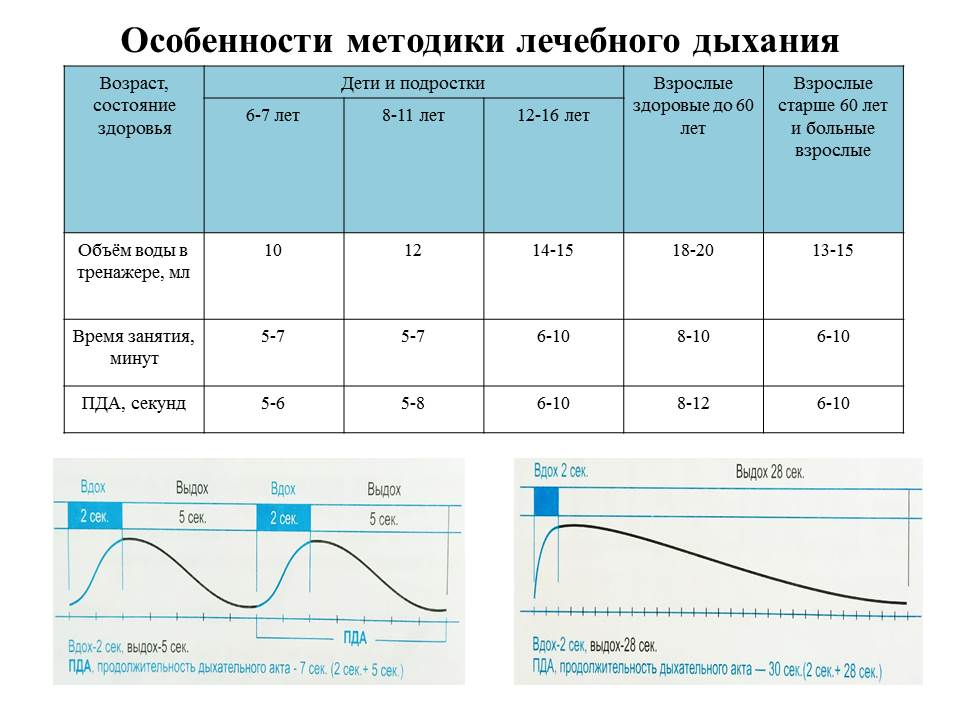 Особенности методики лечебного дыхания
Возраст,
состояние
здоровья
Дети и подростки
Взрослые
здоровые до 60
лет
Взрослые
старше 60 лет
и больные
взрослые
6-7 лет
8-11 лет
12-16 лет
Объём воды в
тренажере, мл
10
12
14-15
18-20
13-15
Время занятия,
минут
5-7
5-7
6-10
8-10
6-10
ПДА, секунд
5-6
5-8
6-10
8-12
6-10
Вдох
Выдох
Вдох
Выдох
2 сек.
5 сек.
2 сек.
5 сек.
ПДА
Вдох-2 сек, выдох-5 сек.
ПДА, продолжительность дыхательного акта - 7 сек. (2 сек.+ 5 сек.)
Вдох 2 сек.
Выдох 28 сек.
Вдох-2 сек, выдох-28 сек.
ПДА, продолжительность дыхательного акта — 30 сек.(2 сек.+ 28 сек.)